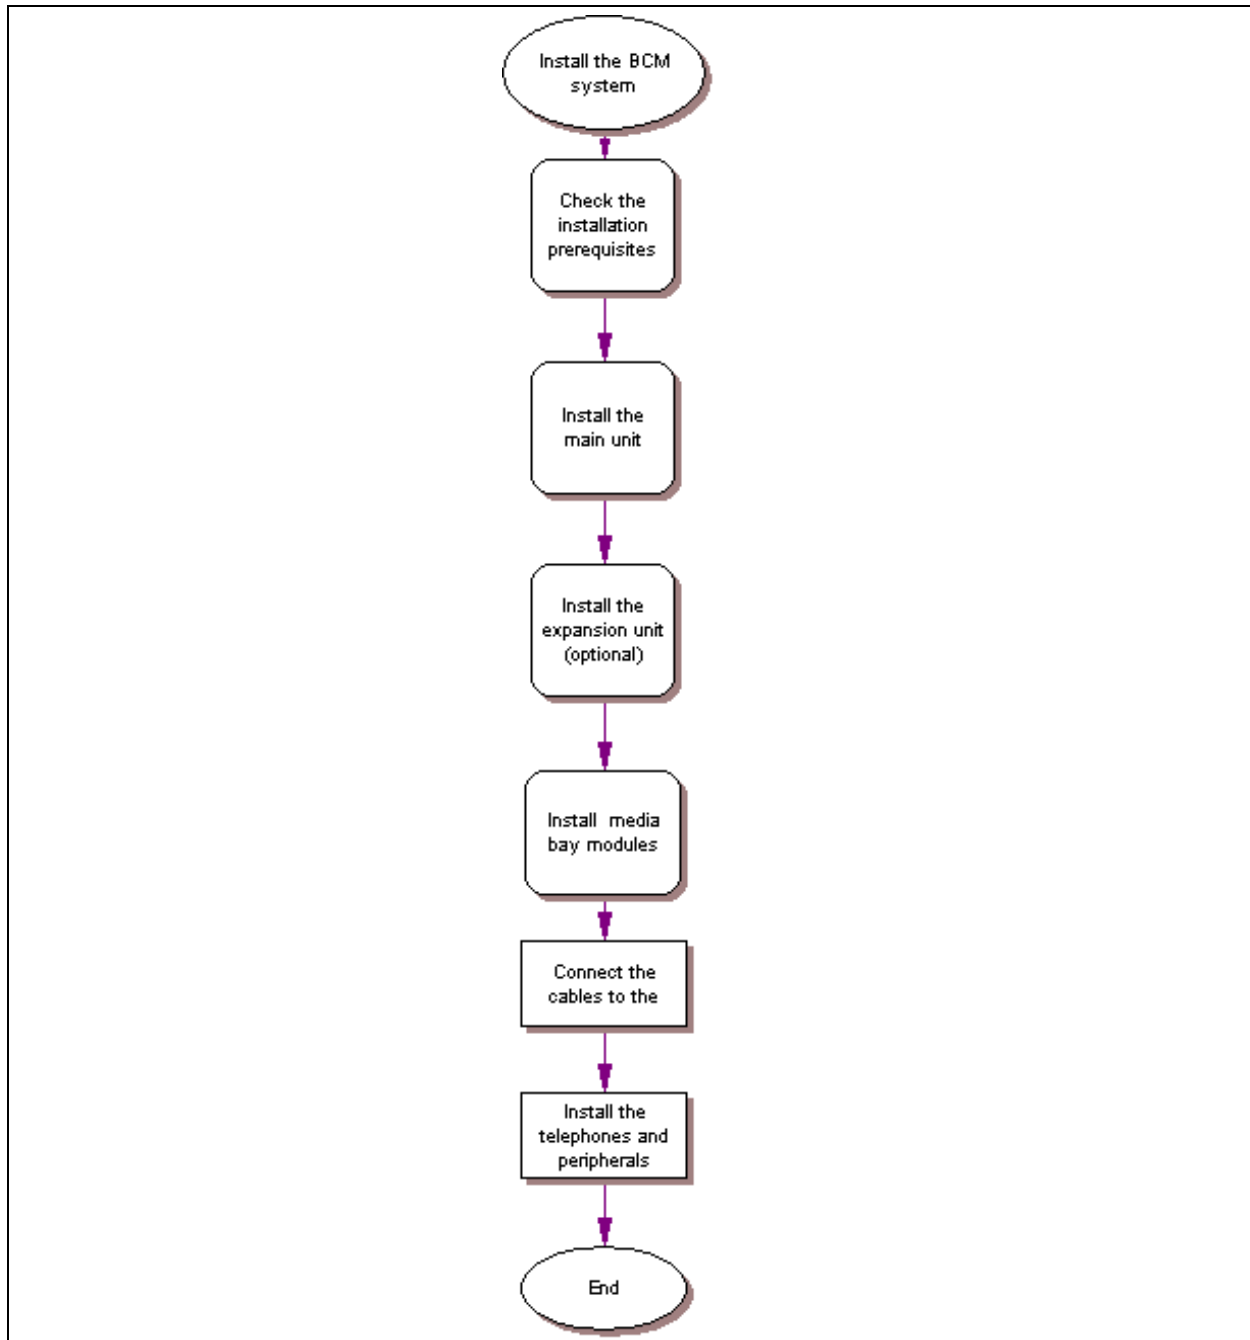 Install the BCM
system
Check the
installation
prerequisites
Install the
main unit
Install the
expansion unit
(optional)
Install  media
bay modules
Connect the
cables to the
Install the
telephones and
peripherals
End